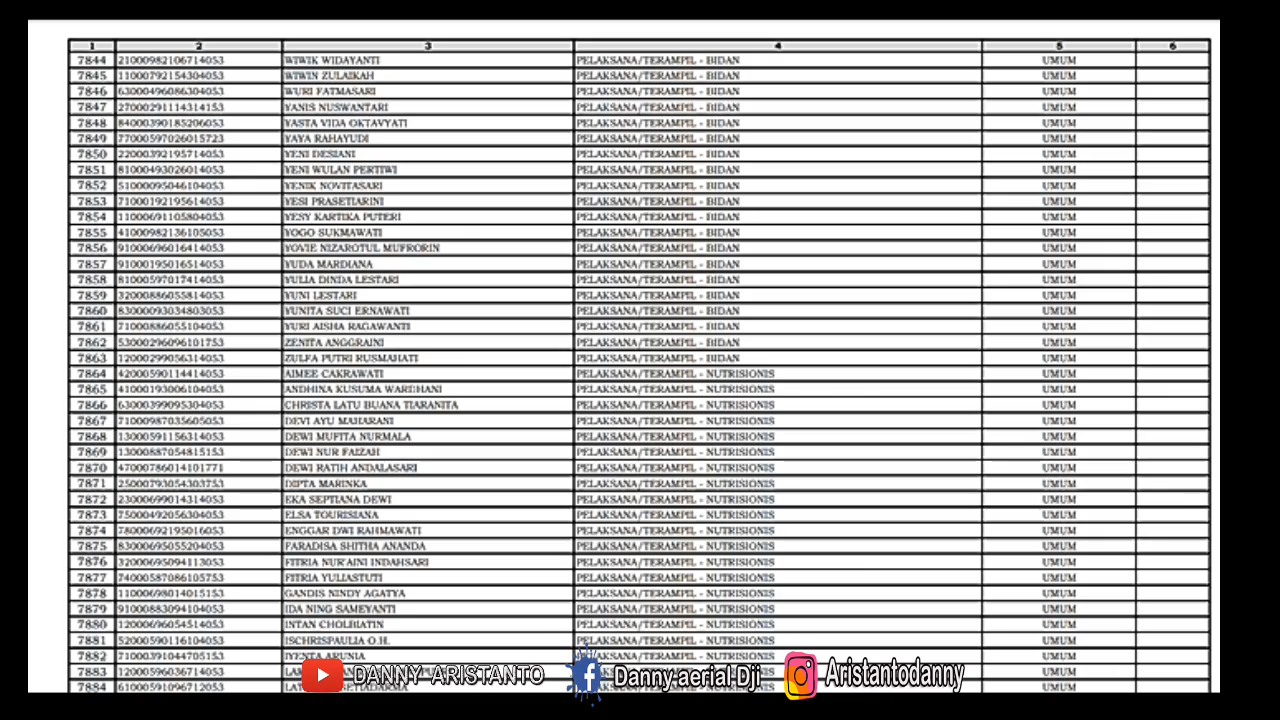 1 2 3 4 5 6
7844 21000982106714053 WIWIK WIDAYANTI PELAKSANA/TERAMPIL - BIDAN UMUM
7845 11000792154304053 WIWIN ZULAIKAH PELAKSANA/TERAMPIL - BIDAN UMUM
7846 63000496086304053 WURI FATMASARI PELAKSANA/TERAMPIL - BIDAN UMUM
7847 27000291114314153 YANIS NUSWANTARI PELAKSANA/TERAMPIL - BIDAN UMUM
7848 84000390185206053 YASTA VIDA OKTAVYATI PELAKSANA/TERAMPIL - BIDAN UMUM
7849 77000597026015723 YAYA RAHAYUDI PELAKSANA/TERAMPIL - BIDAN UMUM
7850 22000392195714053 YENI DESIANI PELAKSANA/TERAMPIL - BIDAN UMUM
7851 81000493026014053 YENI WULAN PERTIWI PELAKSANA/TERAMPIL - BIDAN UMUM
7852 51000095046104053 YENIK NOVITASARI PELAKSANA/TERAMPIL - BIDAN UMUM
7853 71000192195614053 YESI PRASETIARINI PELAKSANA/TERAMPIL - BIDAN UMUM
7854 11000691105804053 YESY KARTIKA PUTERI PELAKSANA/TERAMPIL - BIDAN UMUM
7855 41000982136105053 YOGO SUKMAWATI PELAKSANA/TERAMPIL - BIDAN UMUM
7856 91000696016414053 YOVIE NIZAROTUL MUFRORIN PELAKSANA/TERAMPIL - BIDAN UMUM
7857 91000195016514053 YUDA MARDIANA PELAKSANA/TERAMPIL - BIDAN UMUM
7858 81000597017414053 YULIA DINDA LESTARI PELAKSANA/TERAMPIL - BIDAN UMUM
7859 32000886055814053 YUNI LESTARI PELAKSANA/TERAMPIL - BIDAN UMUM
7860 83000093034803053 YUNITA SUCI ERNAWATI PELAKSANA/TERAMPIL - BIDAN UMUM
7861 71000886055104053 YURI AISHA RAGAWANTI PELAKSANA/TERAMPIL - BIDAN UMUM
7862 53000296096101753 ZENITA ANGGRAINI PELAKSANA/TERAMPIL - BIDAN UMUM
7863 12000299056314053 ZULFA PUTRI RUSMAHATI PELAKSANA/TERAMPIL - BIDAN UMUM
7864 42000590114414053 AIMEE CAKRAWATI PELAKSANA/TERAMPIL - NUTRISIONIS UMUM
7865 41000193006104053 ANDHINA KUSUMA WARDHANI PELAKSANA/TERAMPIL - NUTRISIONIS UMUM
7866 63000399095304053 CHRISTA LATU BUANA TIARANITA PELAKSANA/TERAMPIL - NUTRISIONIS UMUM
7867 71000987035605053 DEVI AYU MAHARANI PELAKSANA/TERAMPIL - NUTRISIONIS UMUM
7868 13000591156314053 DEWI MUFITA NURMALA PELAKSANA/TERAMPIL - NUTRISIONIS UMUM
7869 13000887054815153 DEWI NUR FAIZAH PELAKSANA/TERAMPIL - NUTRISIONIS UMUM
7870 47000786014101771 DEWI RATIH ANDALASARI PELAKSANA/TERAMPIL - NUTRISIONIS UMUM
7871 25000793054303753 DIPTA MARINKA PELAKSANA/TERAMPIL - NUTRISIONIS UMUM
7872 23000699014314053 EKA SEPTIANA DEWI PELAKSANA/TERAMPIL - NUTRISIONIS UMUM
7873 75000492056304053 ELSA TOURISIANA PELAKSANA/TERAMPIL - NUTRISIONIS UMUM
7874 78000692195016053 ENGGAR DWI RAHMAWATI PELAKSANA/TERAMPIL - NUTRISIONIS UMUM
7875 83000695055204053 FARADISA SHITHA ANANDA PELAKSANA/TERAMPIL - NUTRISIONIS UMUM
7876 32000695094113053 FITRIA NUR'AINI INDAHSARI PELAKSANA/TERAMPIL - NUTRISIONIS UMUM
7877 74000587086105753 FITRIA YULIASTUTI PELAKSANA/TERAMPIL - NUTRISIONIS UMUM
7878 11000698014015153 GANDIS NINDY AGATYA PELAKSANA/TERAMPIL - NUTRISIONIS UMUM
7879 91000883094104053 IDA NING SAMEYANTI PELAKSANA/TERAMPIL - NUTRISIONIS UMUM
7880 12000696054514053 INTAN CHOLBIATIN PELAKSANA/TERAMPIL - NUTRISIONIS UMUM
7881 52000590116104053 ISCHRISPAULIA O.H. PELAKSANA/TERAMPIL - NUTRISIONIS UMUM
7882 71000391044705153 IYENTA ARUNIA PELAKSANA/TERAMPIL - NUTRISIONIS UMUM
7883 12000596036714053 UMUM
7884 61000591096712053 UMUM
DANNY ARISTANTO Danny aerial Dji Aristantodanny